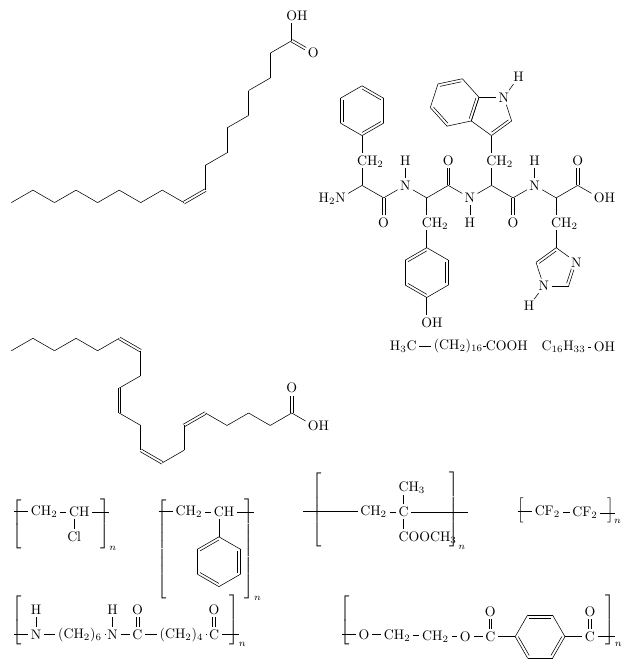 OH
O
H
N
CH₂
CH₂
H
O
H
O
N
N
H₂N
OH
N
O
CH₂
H
O
CH₂
N
N
H
OH
H₃C—(CH₂)₁₆-COOH C₁₆H₃₃-OH
O
OH
CH₃
CH₂—CH
CH₂—CH
CH₂—C
CF₂—CF₂
n
Cl
COOCH₃
n
n
n
H
H
O
O
O
O
N—(CH₂)₆·N—C—(CH₂)₄·C
n
O—CH₂—CH₂—O—C
C
n